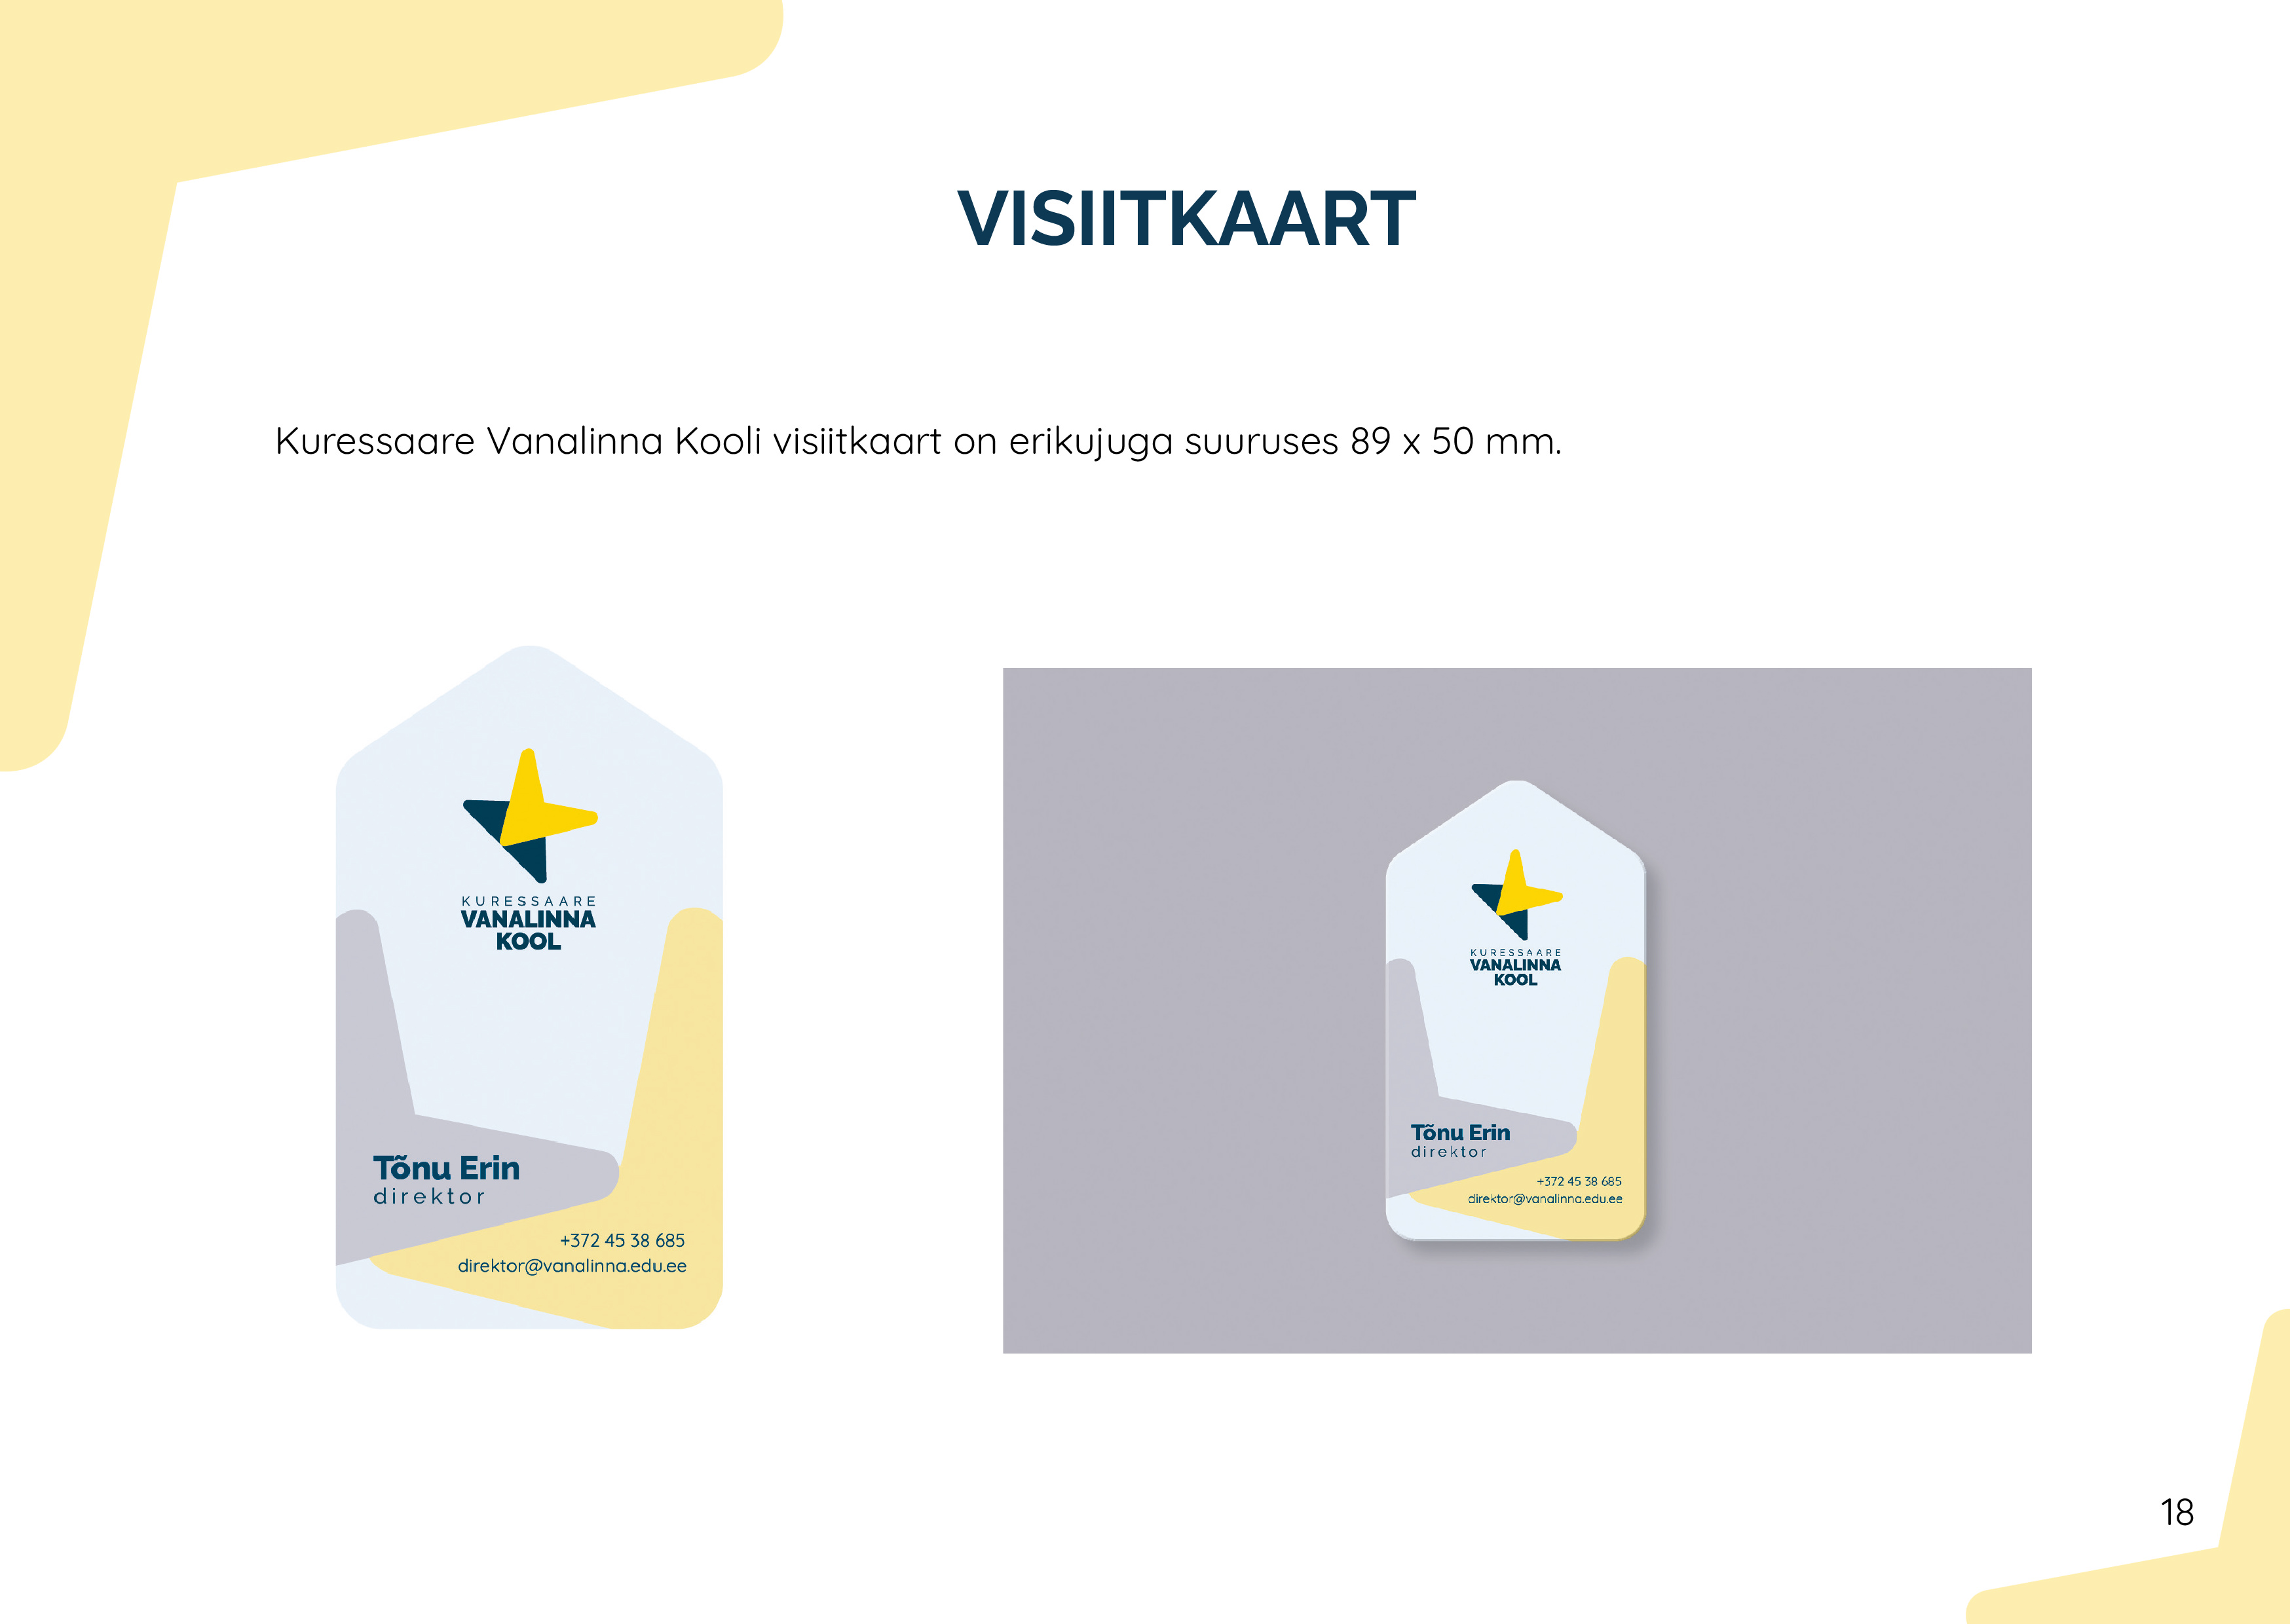 VISIITKAART
Kuressaare Vanalinna Kooli visiitkaart on erikujuga suuruses 89 x 50 mm.
KURESSAARE
VANALINNA
KOOL
Tõnu Erin
direktor
+372 45 38 685
direktor@vanalinna.edu.ee
KURESSAARE
VANALINNA
KOOL
Tõnu Erin
direktor
+372 45 38 685
direktor@vanalinna.edu.ee
18